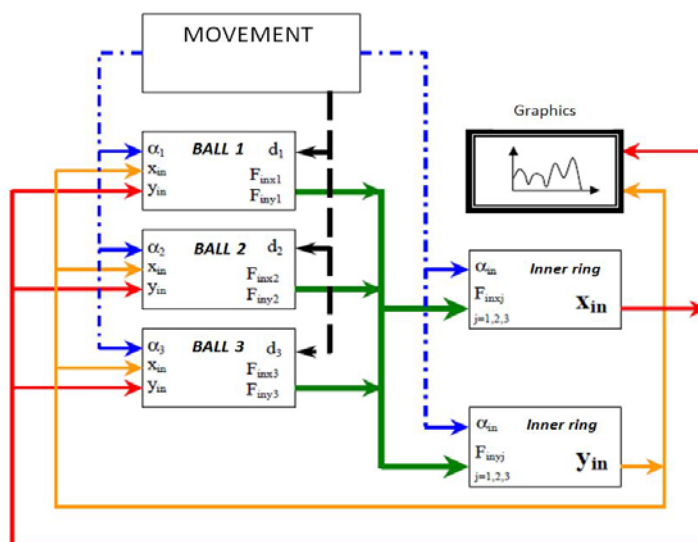 MOVEMENT
Graphics
α₁ BALL 1 d₁
xᵢₙ
yᵢₙ
Finx1
Finy1
α₂ BALL 2 d₂
xᵢₙ
yᵢₙ
Finx2
Finy2
α₃ BALL 3 d₃
xᵢₙ
yᵢₙ
Finx3
Finy3
αᵢₙ Inner ring
Finxj
j=1,2,3
xᵢₙ
αᵢₙ Inner ring
Finyj
j=1,2,3
yᵢₙ